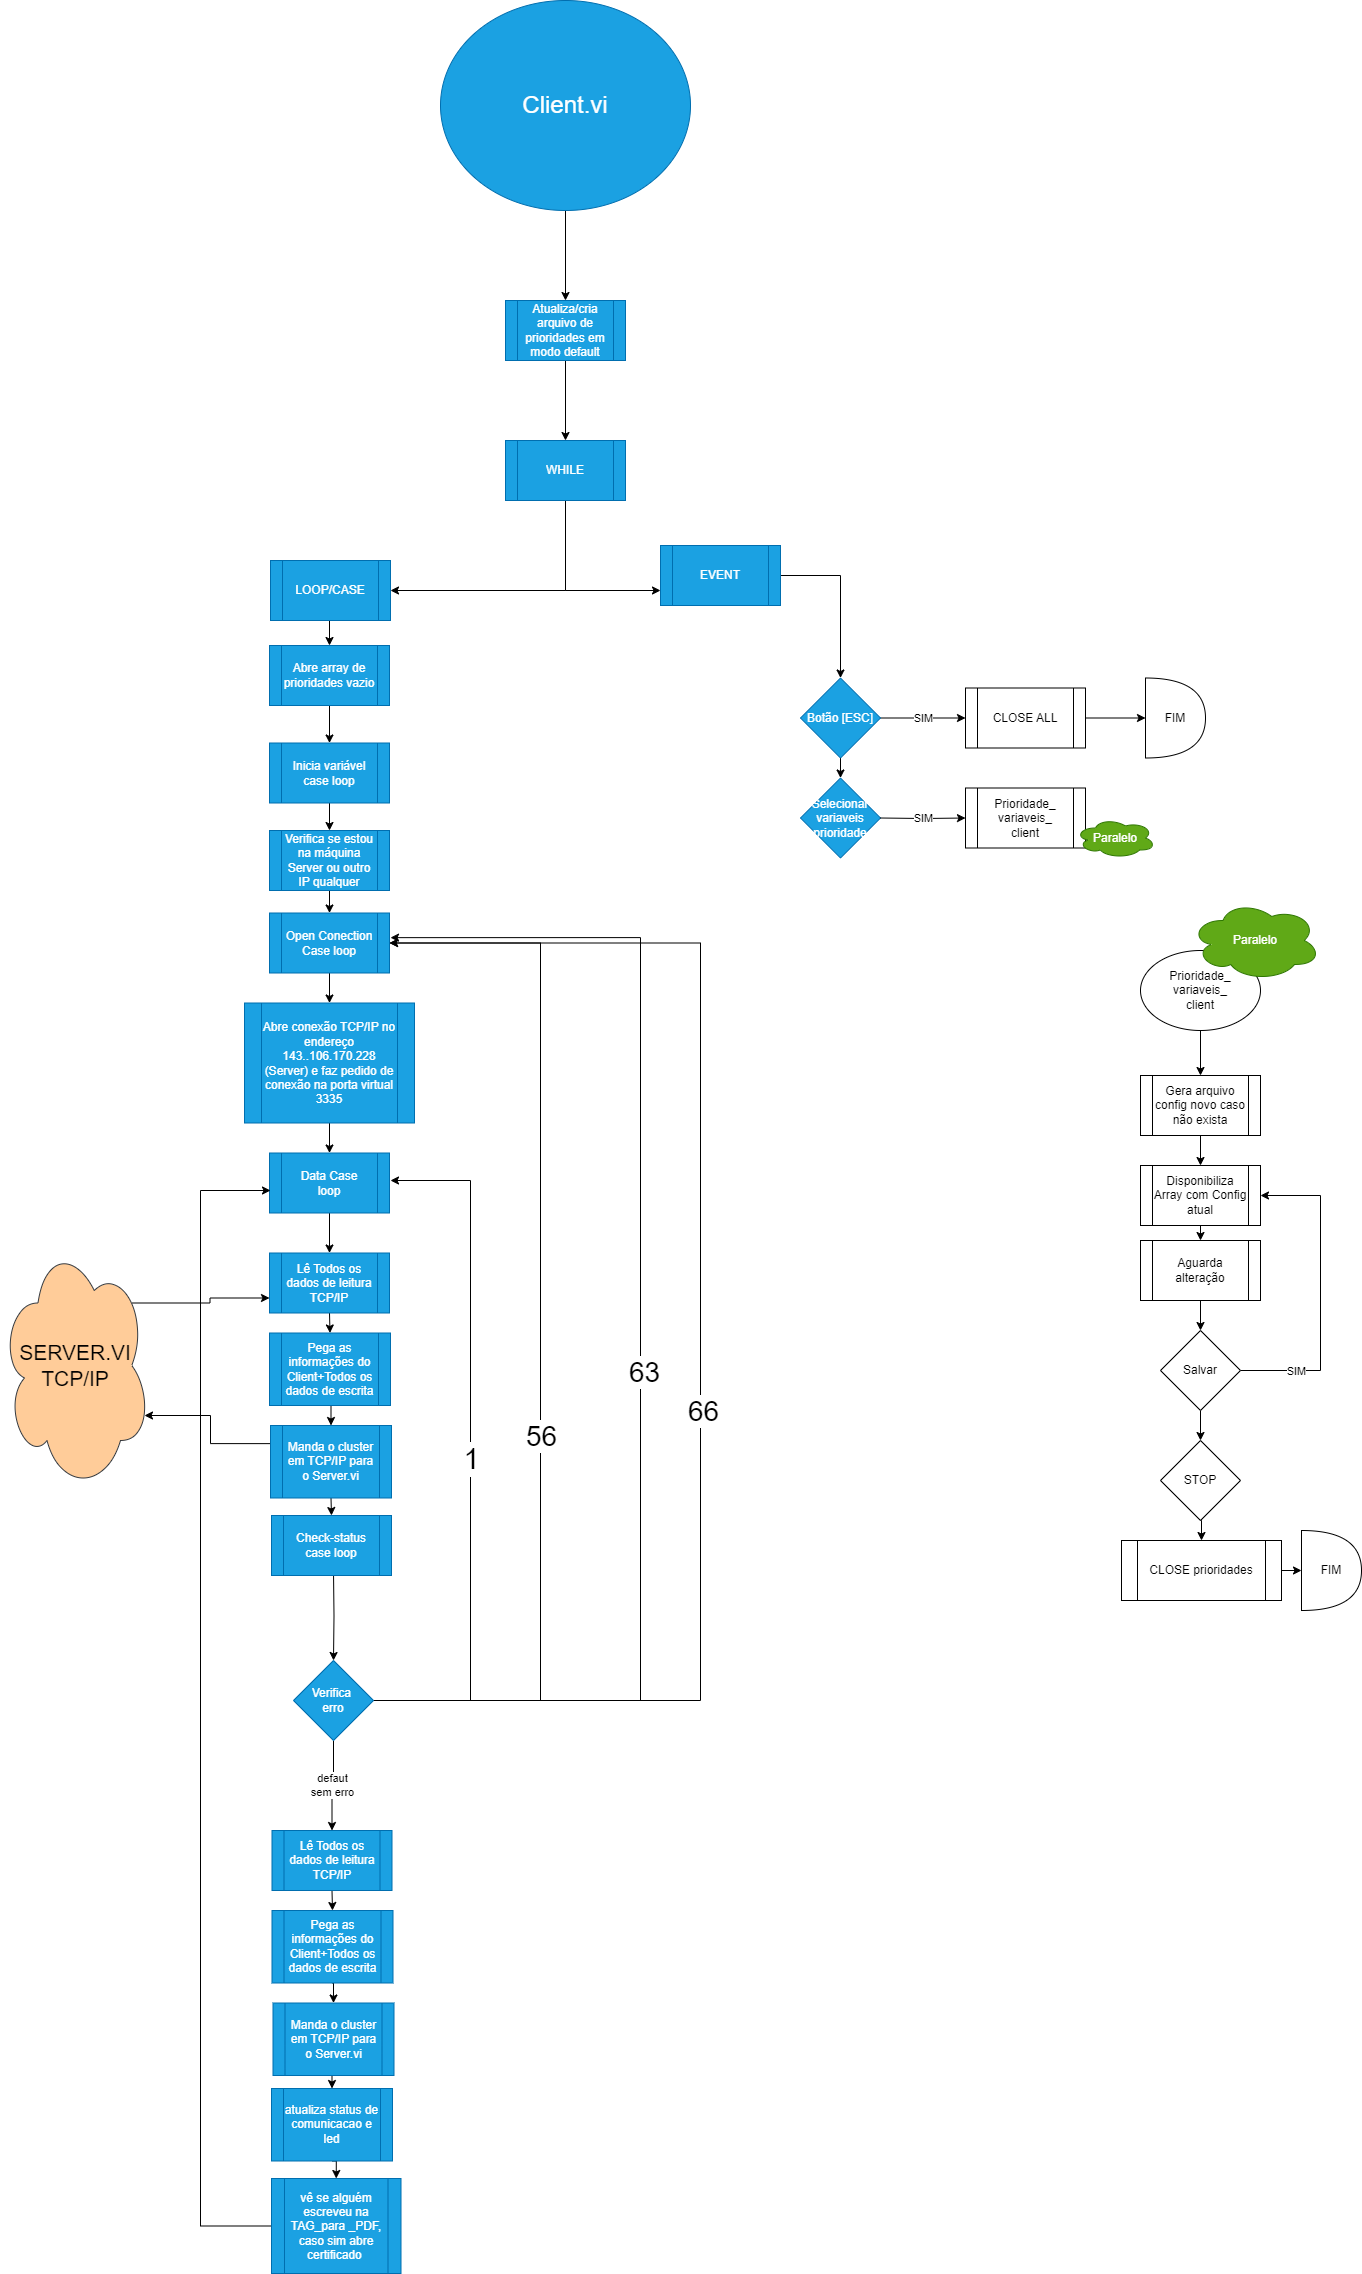 Client.vi
Atualiza/cria
arquivo de
prioridades em
modo default
WHILE
LOOP/CASE
EVENT
Abre array de
prioridades vazio
Inicia variável
case loop
Verifica se estou
na máquina
Server ou outro
IP qualquer
Open Conection
Case loop
Abre conexão TCP/IP no
endereço
143..106.170.228
(Server) e faz pedido de
conexão na porta virtual
3335
Data Case
loop
Lê Todos os
dados de leitura
TCP/IP
Pega as
informações do
Client+Todos os
dados de escrita
Manda o cluster
em TCP/IP para
o Server.vi
Check-status
case loop
SERVER.VI
TCP/IP
Verifica
erro
1
56
63
66
defaut
sem erro
Lê Todos os
dados de leitura
TCP/IP
Pega as
informações do
Client+Todos os
dados de escrita
Manda o cluster
em TCP/IP para
o Server.vi
atualiza status de
comunicacao e
led
vê se alguém
escreveu na
TAG_para _PDF,
caso sim abre
certificado
Botão [ESC]
SIM
CLOSE ALL
FIM
Selecionar
variaveis
prioridade
SIM
Prioridade_
variaveis_
client
Paralelo
Paralelo
Prioridade_
variaveis_
client
Gera arquivo
config novo caso
não exista
Disponibiliza
Array com Config
atual
Aguarda
alteração
Salvar
SIM
STOP
CLOSE prioridades
FIM